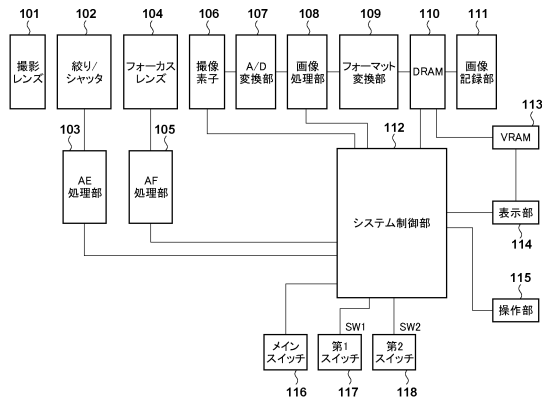 101
102
104
106
107
108
109
110
111
撮影
レンズ
絞り/
シャッタ
フォーカス
レンズ
撮像
素子
A/D
変換部
画像
処理部
フォーマット
変換部
DRAM
画像
記録部
103
105
112
113
AE
処理部
AF
処理部
システム制御部
VRAM
表示部
114
115
操作部
SW1
SW2
メイン
スイッチ
第1
スイッチ
第2
スイッチ
116
117
118